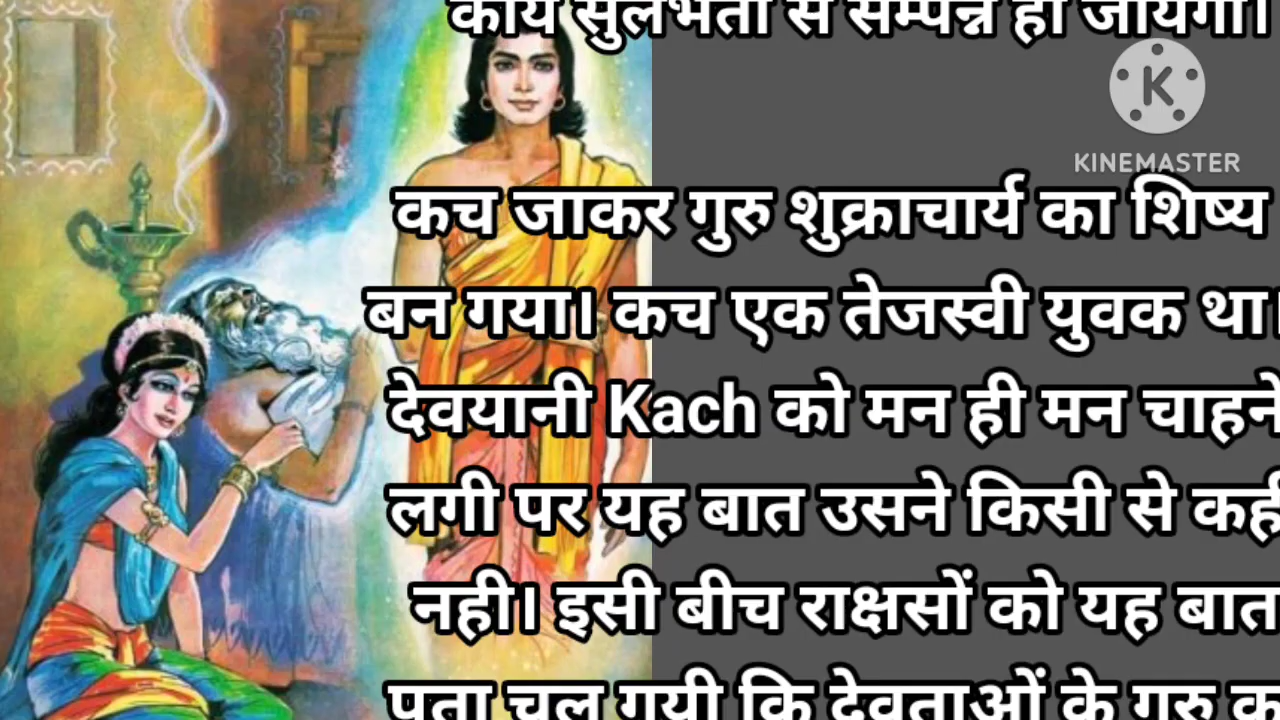 कार्य सुलभता से सम्पन्न हो जायेगा।
KINEMASTER
कच जाकर गुरु शुक्राचार्य का शिष्य
बन गया। कच एक तेजस्वी युवक था।
देवयानी Kach को मन ही मन चाहने
लगी पर यह बात उसने किसी से कही
नही। इसी बीच राक्षसों को यह बात
पता चल गयी कि देवताओं के गुरु